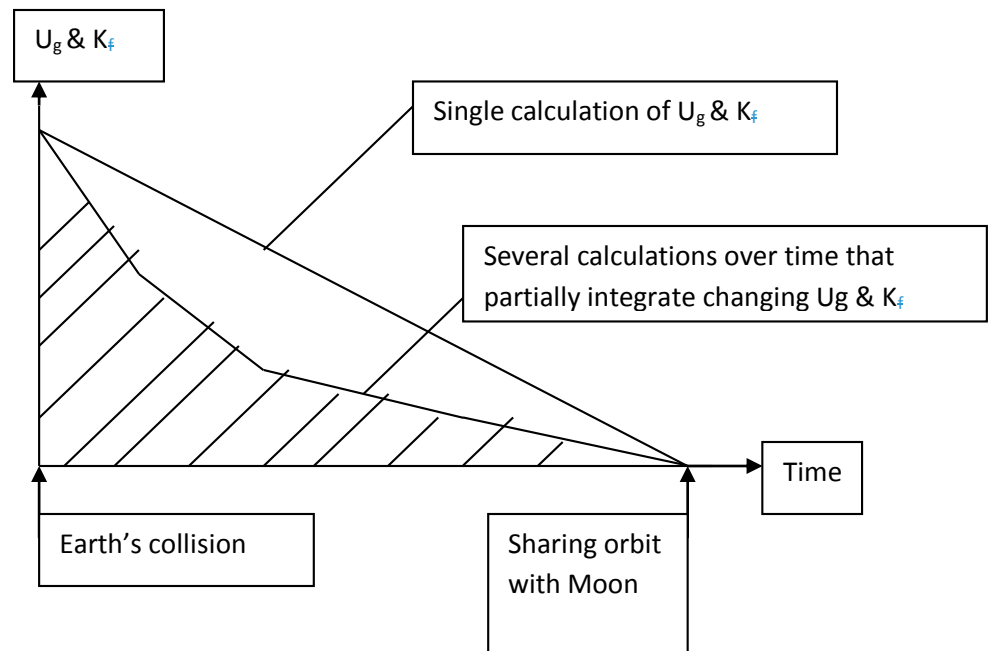 Ug & Kf
Single calculation of Ug & Kf
Several calculations over time that
partially integrate changing Ug & Kf
Time
Earth’s collision
Sharing orbit
with Moon